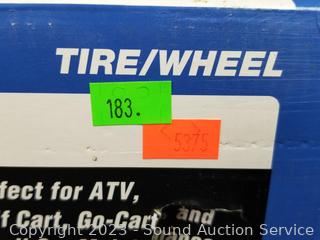 TIRE/WHEEL
183.
5375
fect for ATV,
f Cart, Go-Cart and
Copyright 2023 - Sound Auction Service